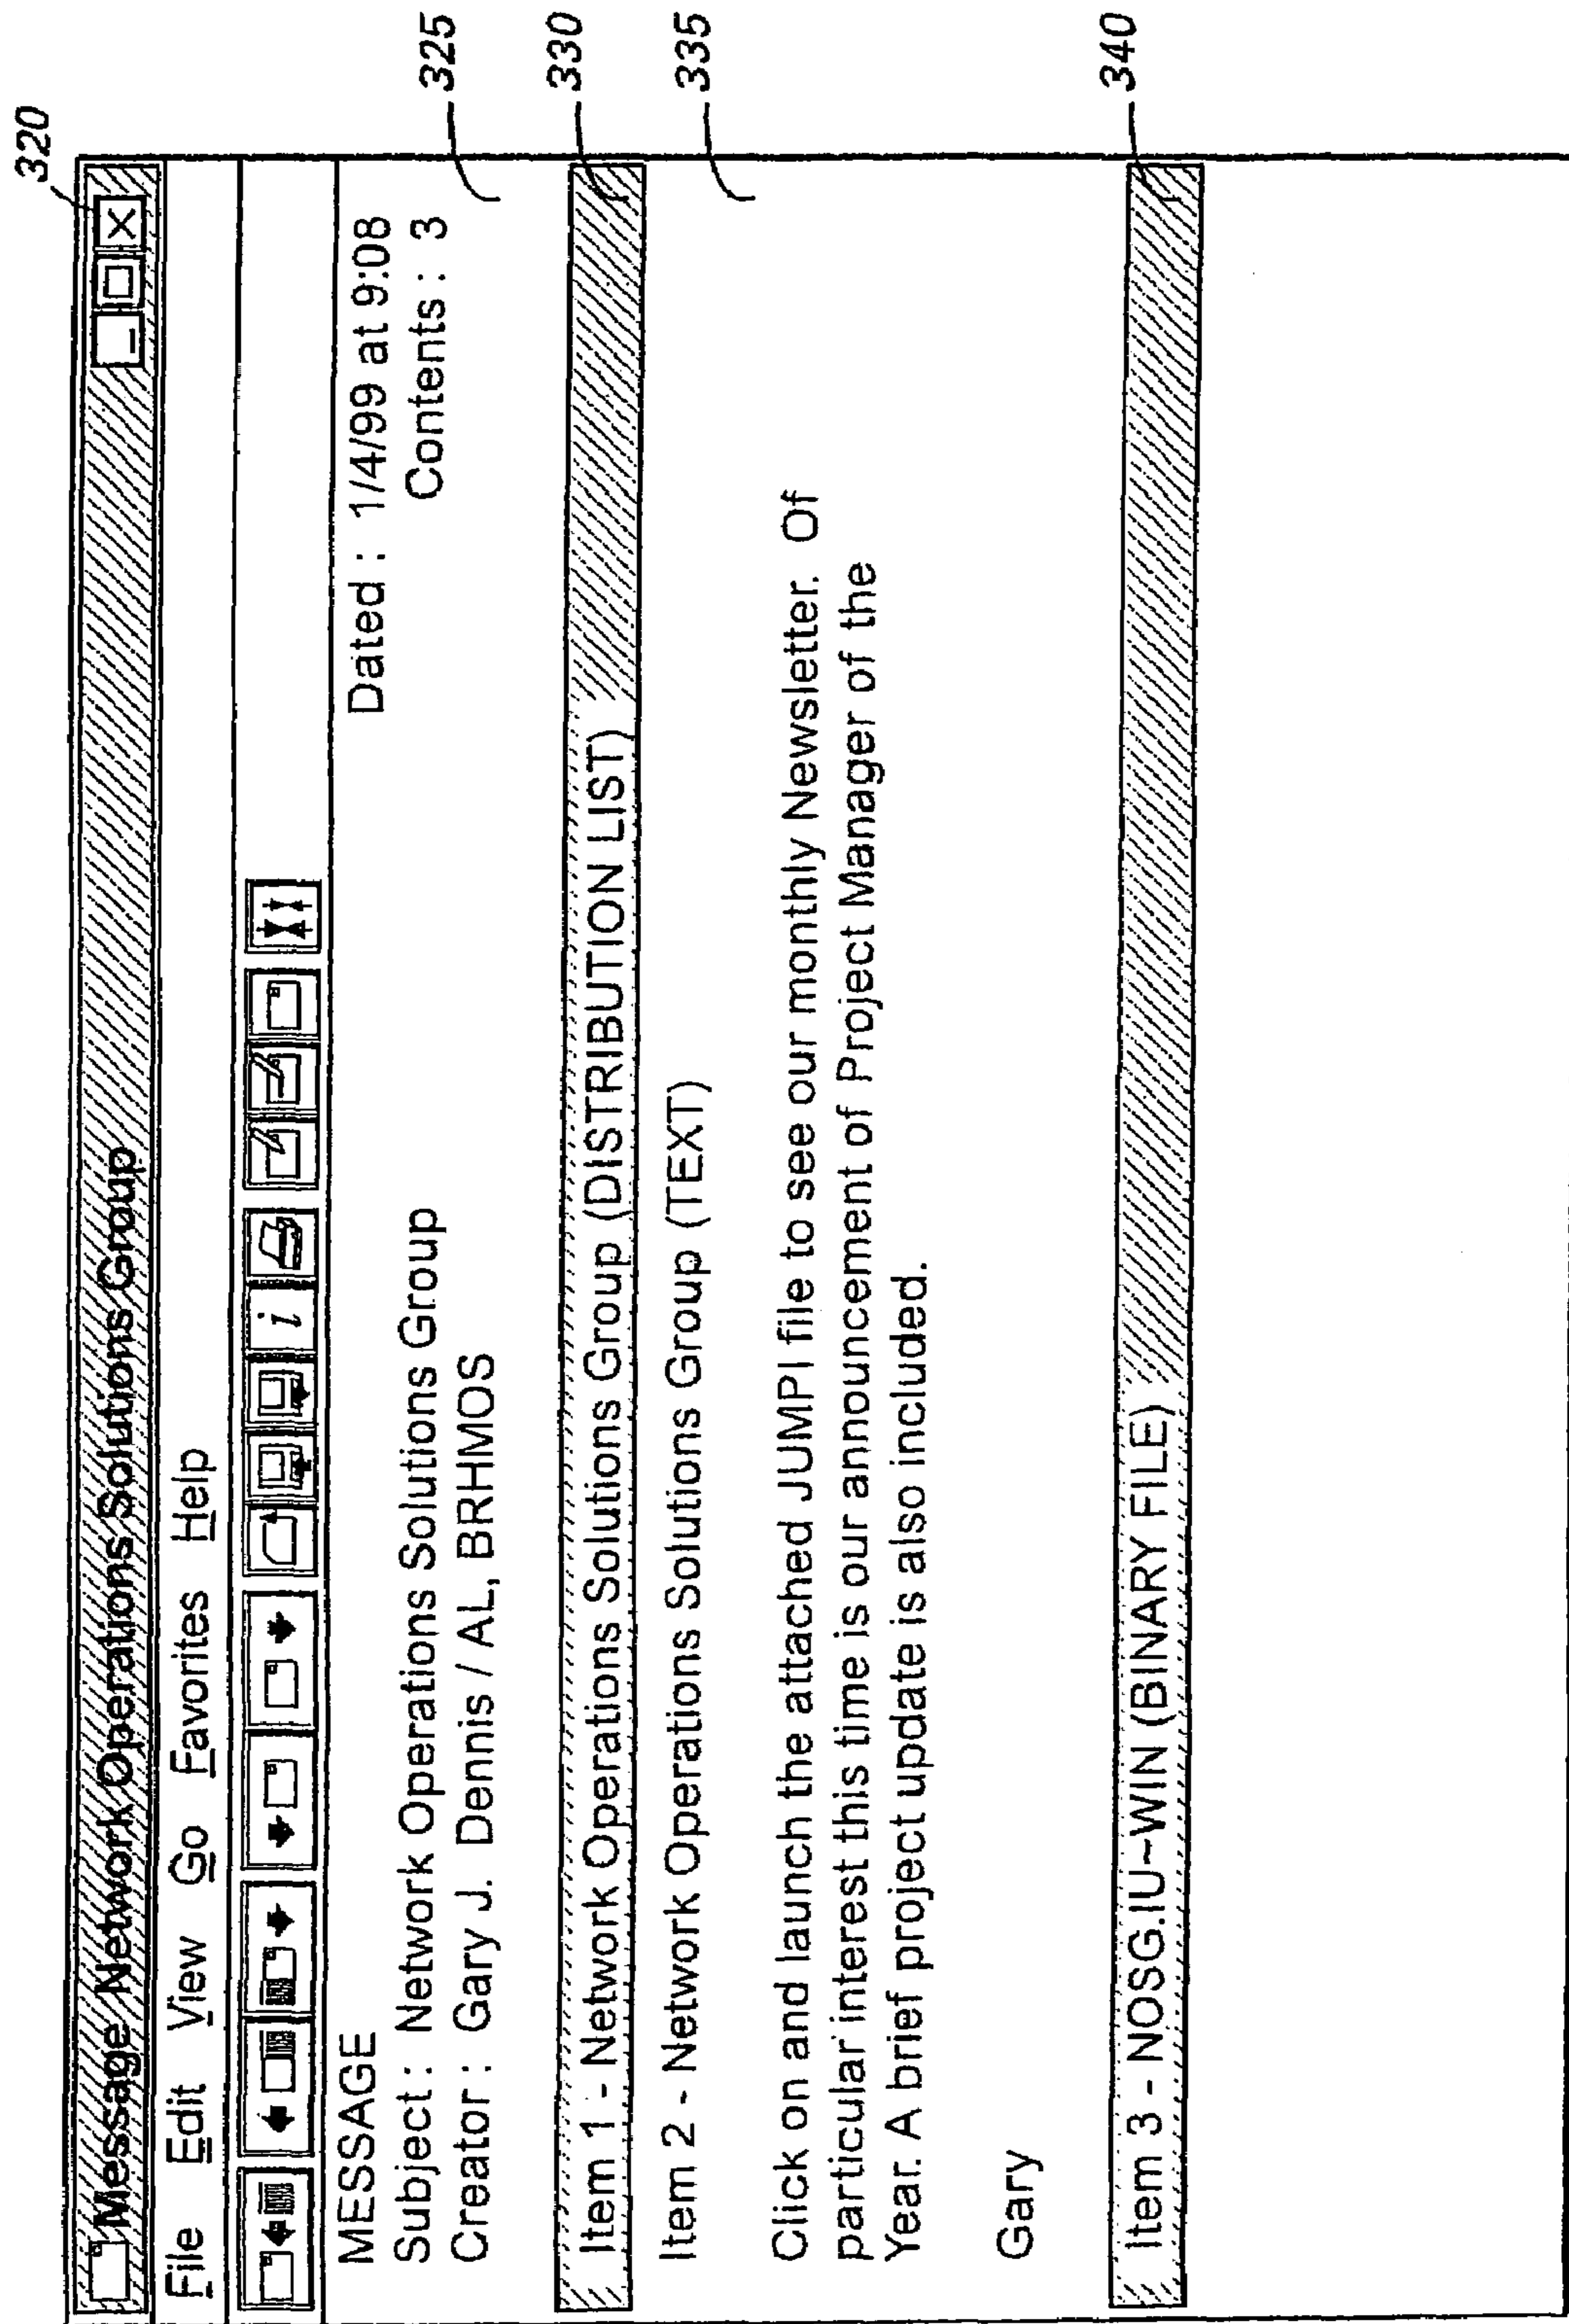 320
Message Network Operations Solutions Group
File Edit View Go Favorites Help
i
MESSAGE
Dated : 1/4/99 at 9:08
Subject : Network Operations Solutions Group
Contents : 3
Creator : Gary J. Dennis / AL, BRHMOS
325
Item 1 - Network Operations Solutions Group (DISTRIBUTION LIST)
330
Item 2 - Network Operations Solutions Group (TEXT)
335
Click on and launch the attached JUMPI file to see our monthly Newsletter. Of
particular interest this time is our announcement of Project Manager of the
Year. A brief project update is also included.
Gary
Item 3 - NOSG.IU~WIN (BINARY FILE)
340